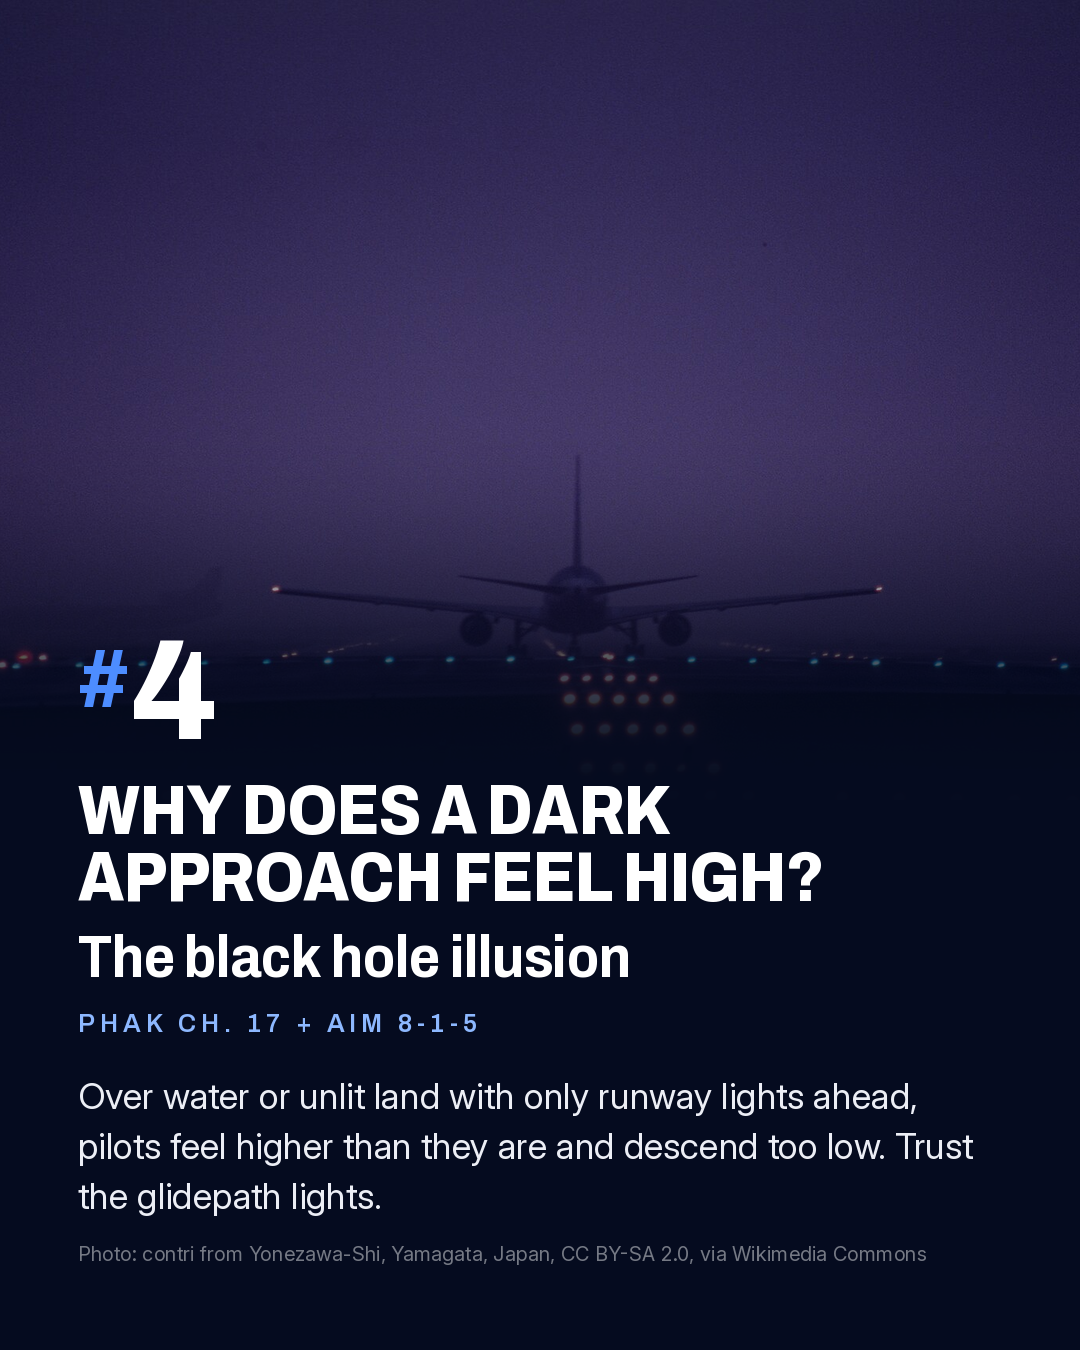 #4
WHY DOES A DARK
APPROACH FEEL HIGH?
The black hole illusion
PHAK CH. 17 + AIM 8-1-5
Over water or unlit land with only runway lights ahead,
pilots feel higher than they are and descend too low. Trust
the glidepath lights.
Photo: contri from Yonezawa-Shi, Yamagata, Japan, CC BY-SA 2.0, via Wikimedia Commons